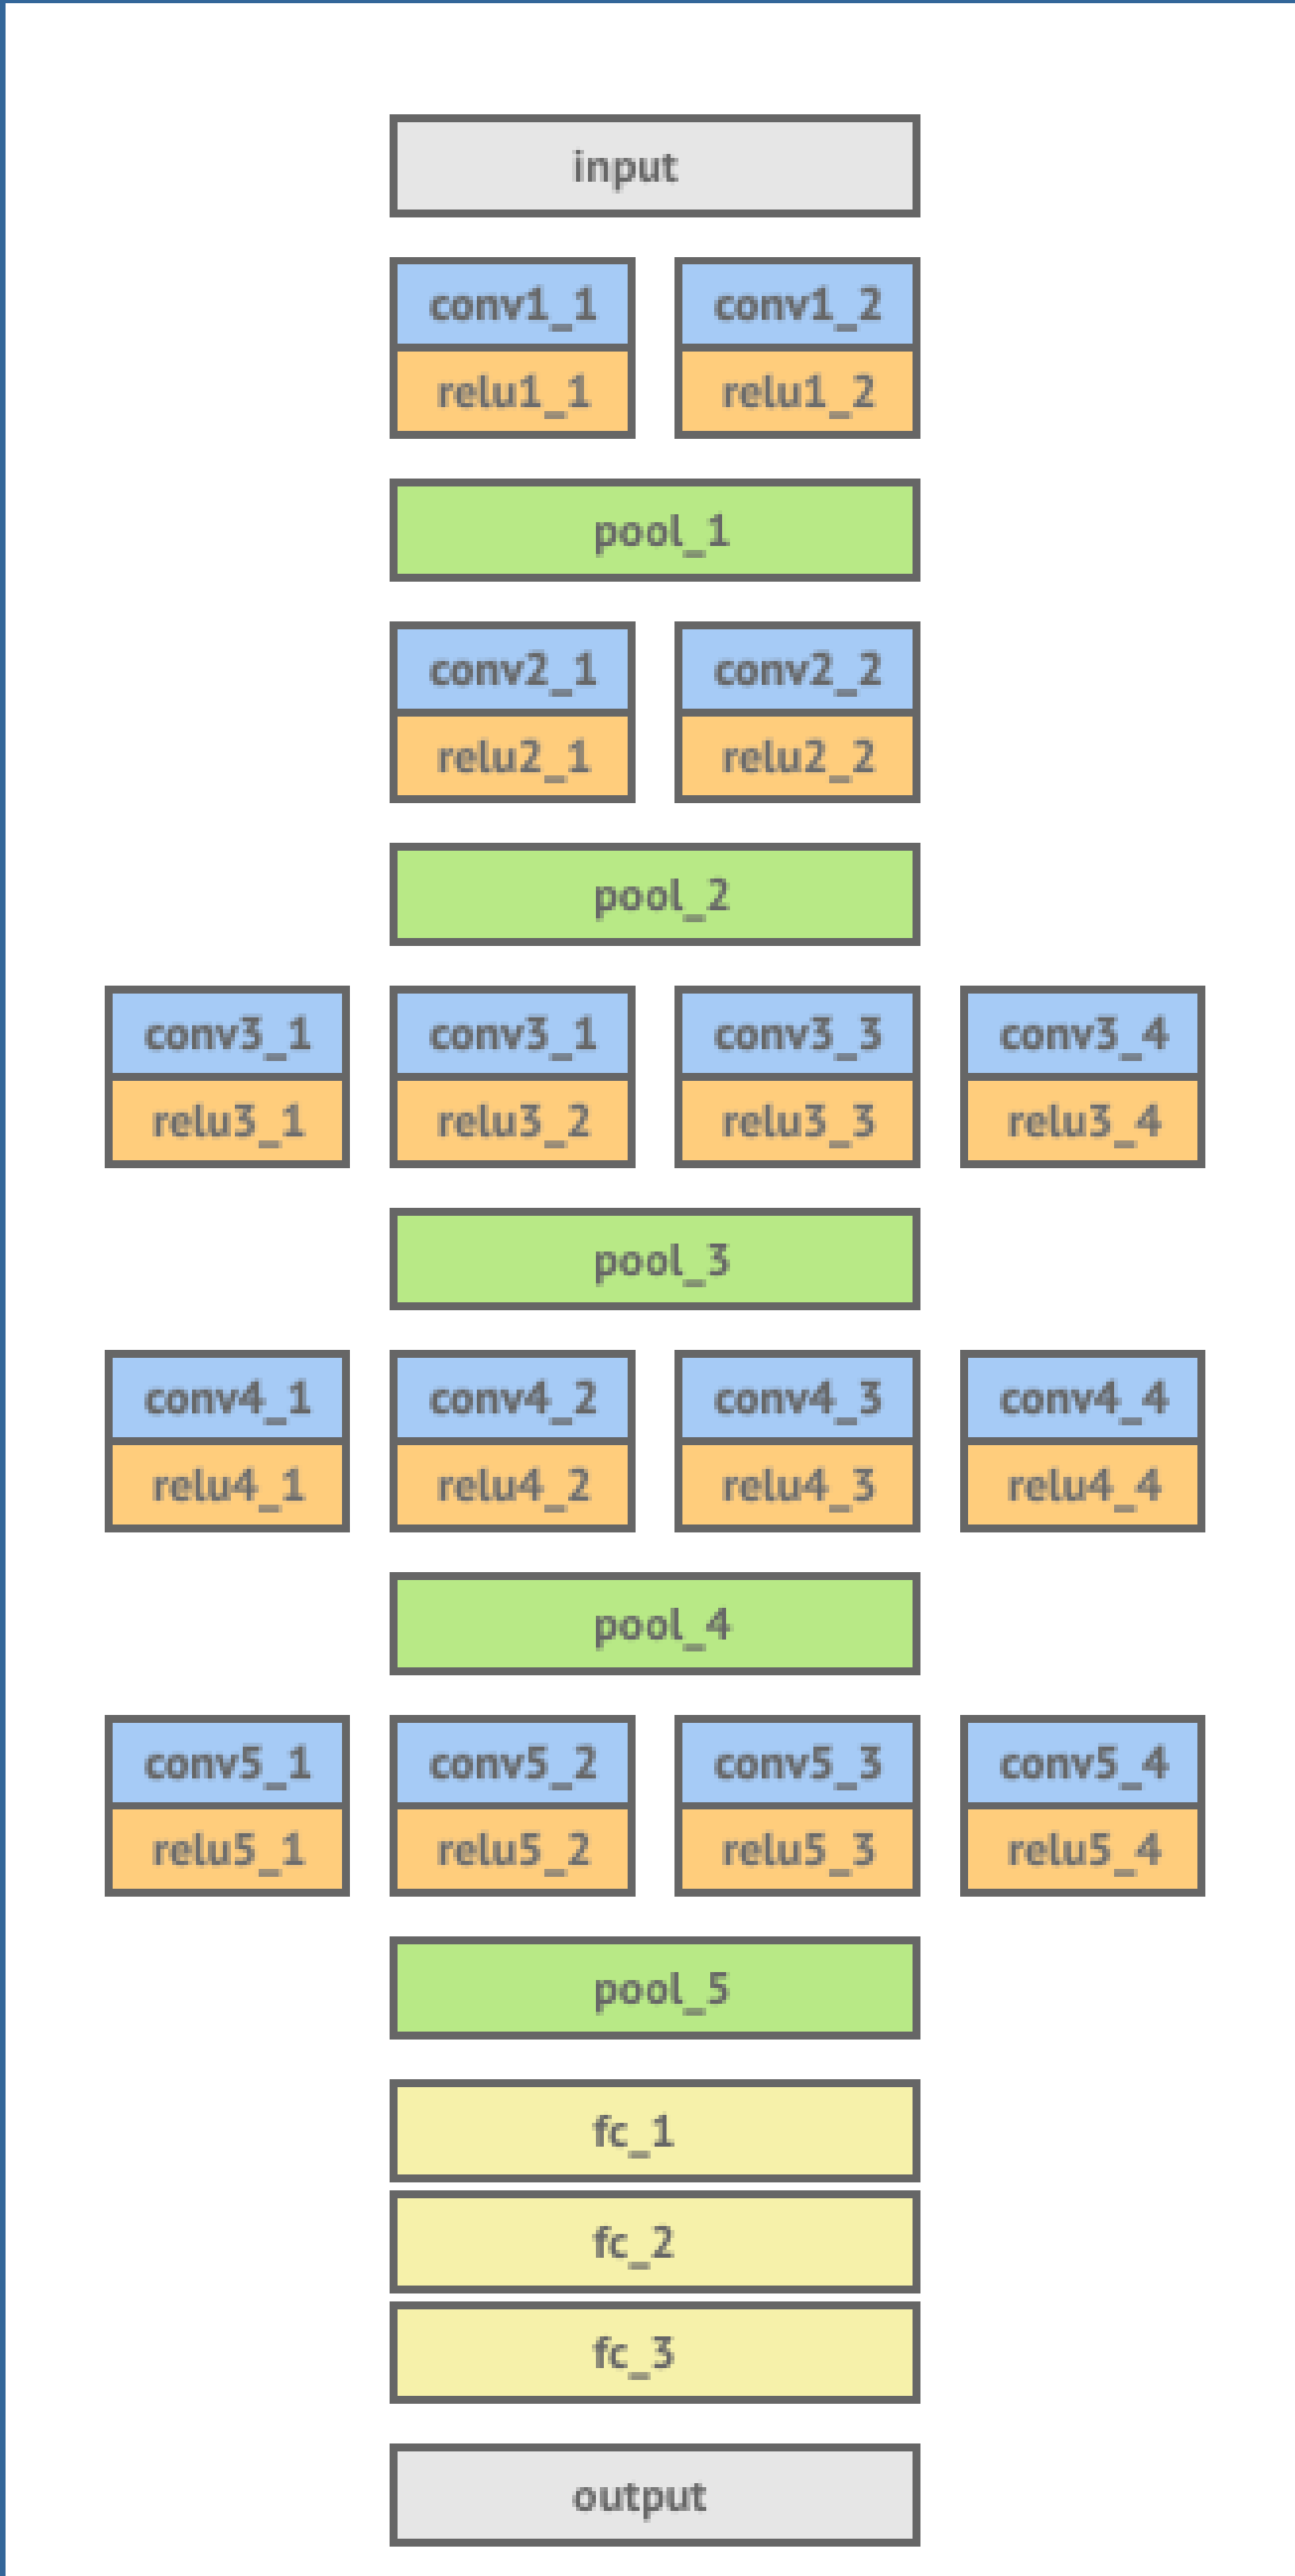 input
conv1_1 conv1_2
relu1_1 relu1_2
pool_1
conv2_1 conv2_2
relu2_1 relu2_2
pool_2
conv3_1 conv3_1 conv3_3 conv3_4
relu3_1 relu3_2 relu3_3 relu3_4
pool_3
conv4_1 conv4_2 conv4_3 conv4_4
relu4_1 relu4_2 relu4_3 relu4_4
pool_4
conv5_1 conv5_2 conv5_3 conv5_4
relu5_1 relu5_2 relu5_3 relu5_4
pool_5
fc_1
fc_2
fc_3
output